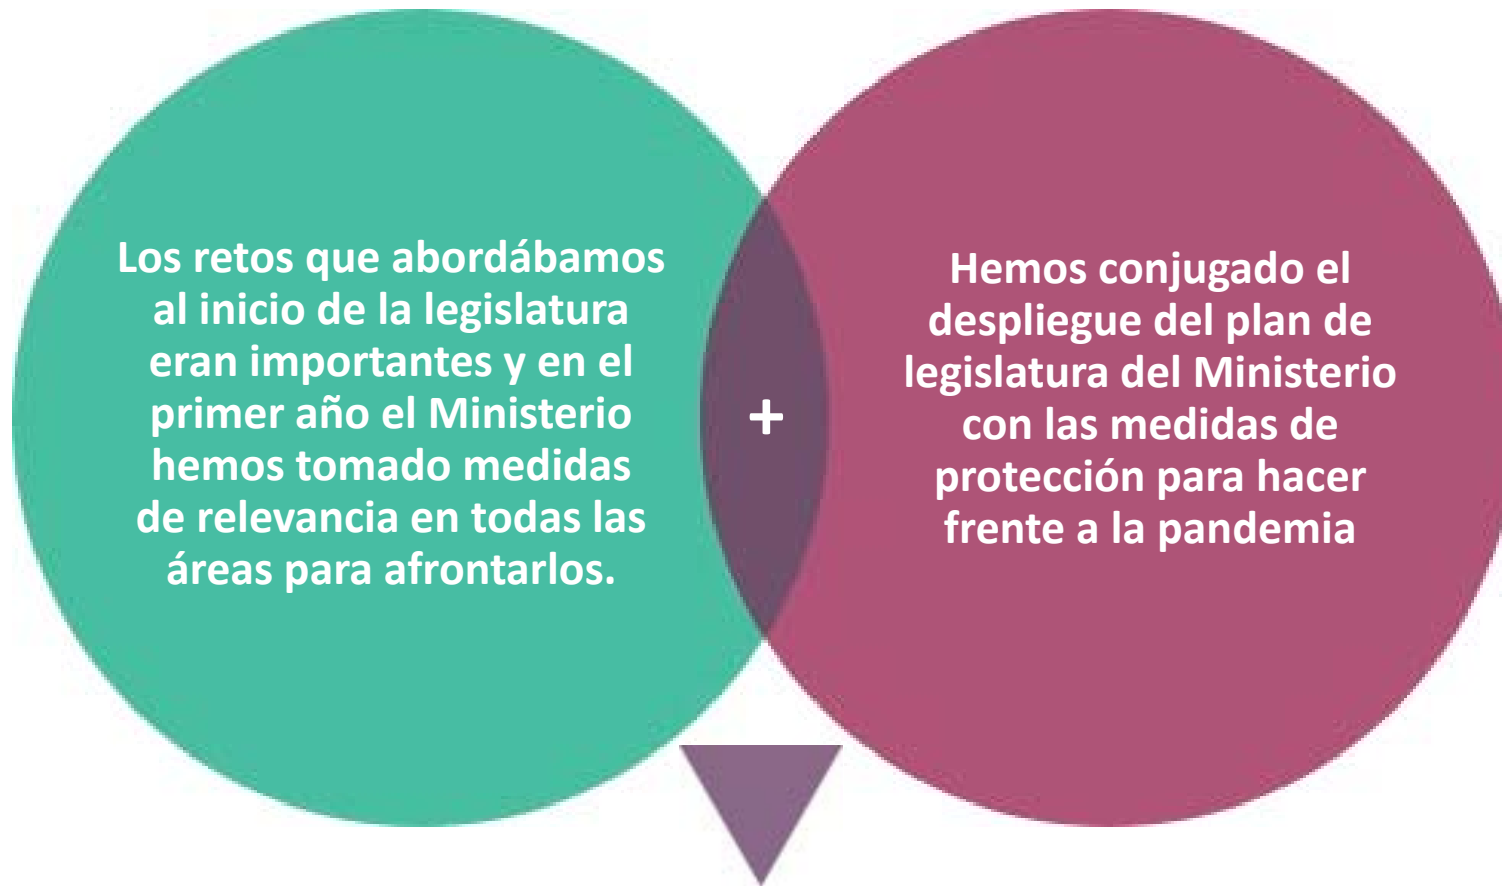 Los retos que abordábamos
al inicio de la legislatura
eran importantes y en el
primer año el Ministerio
hemos tomado medidas
de relevancia en todas las
áreas para afrontarlos.
+
Hemos conjugado el
despliegue del plan de
legislatura del Ministerio
con las medidas de
protección para hacer
frente a la pandemia